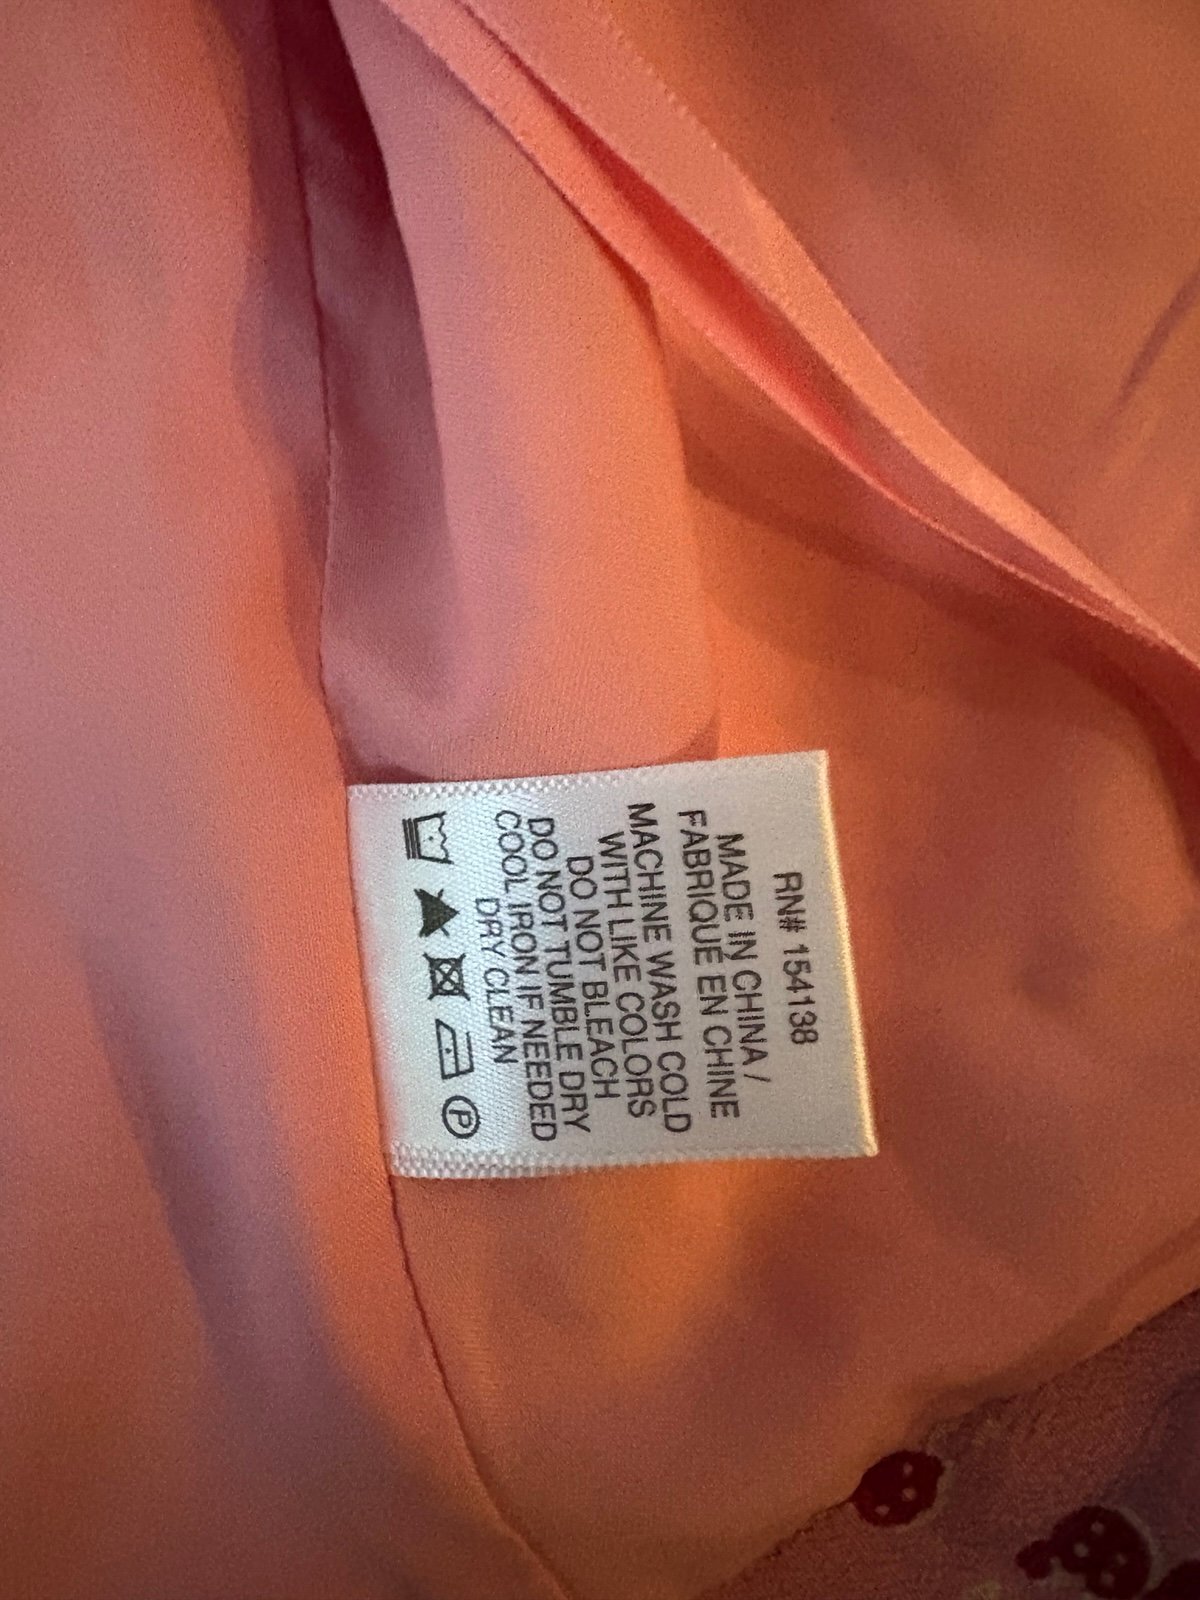 RN# 154138
MADE IN CHINA /
FABRIQUÉ EN CHINE
MACHINE WASH COLD
WITH LIKE COLORS
DO NOT BLEACH
DO NOT TUMBLE DRY
COOL IRON IF NEEDED
DRY CLEAN
P